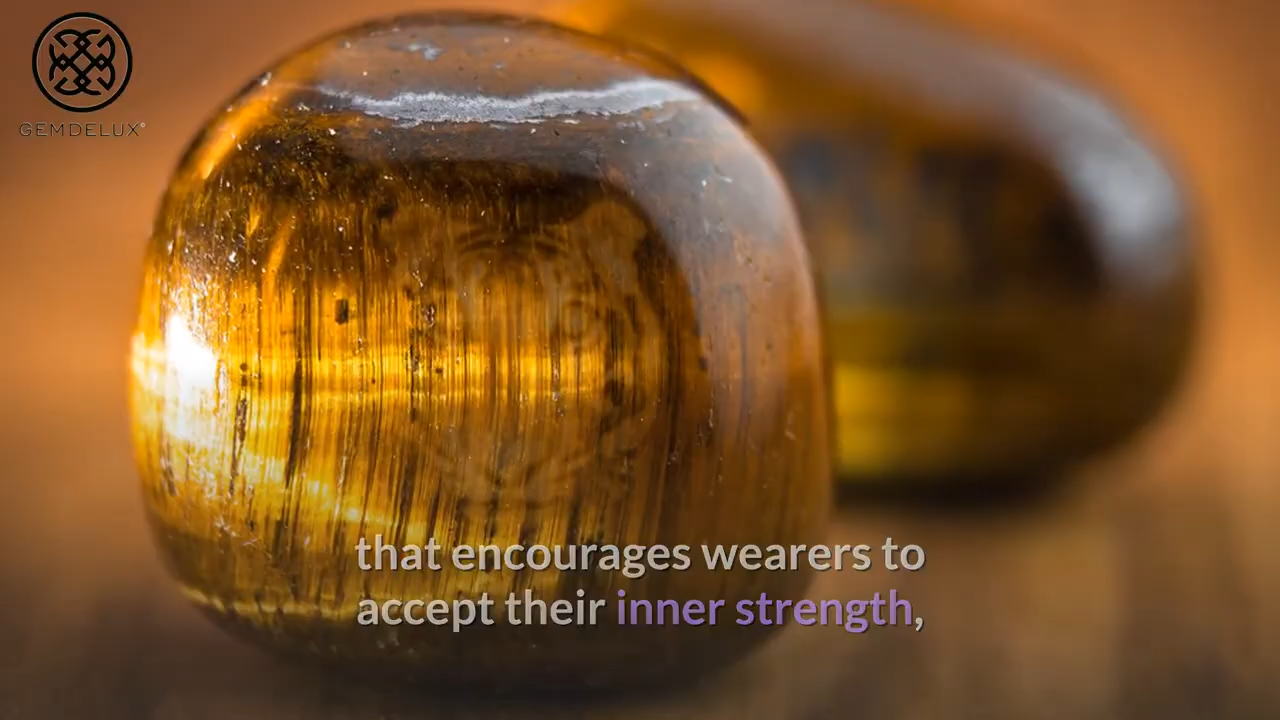 GEMDELUX®
that encourages wearers to
accept their inner strength,